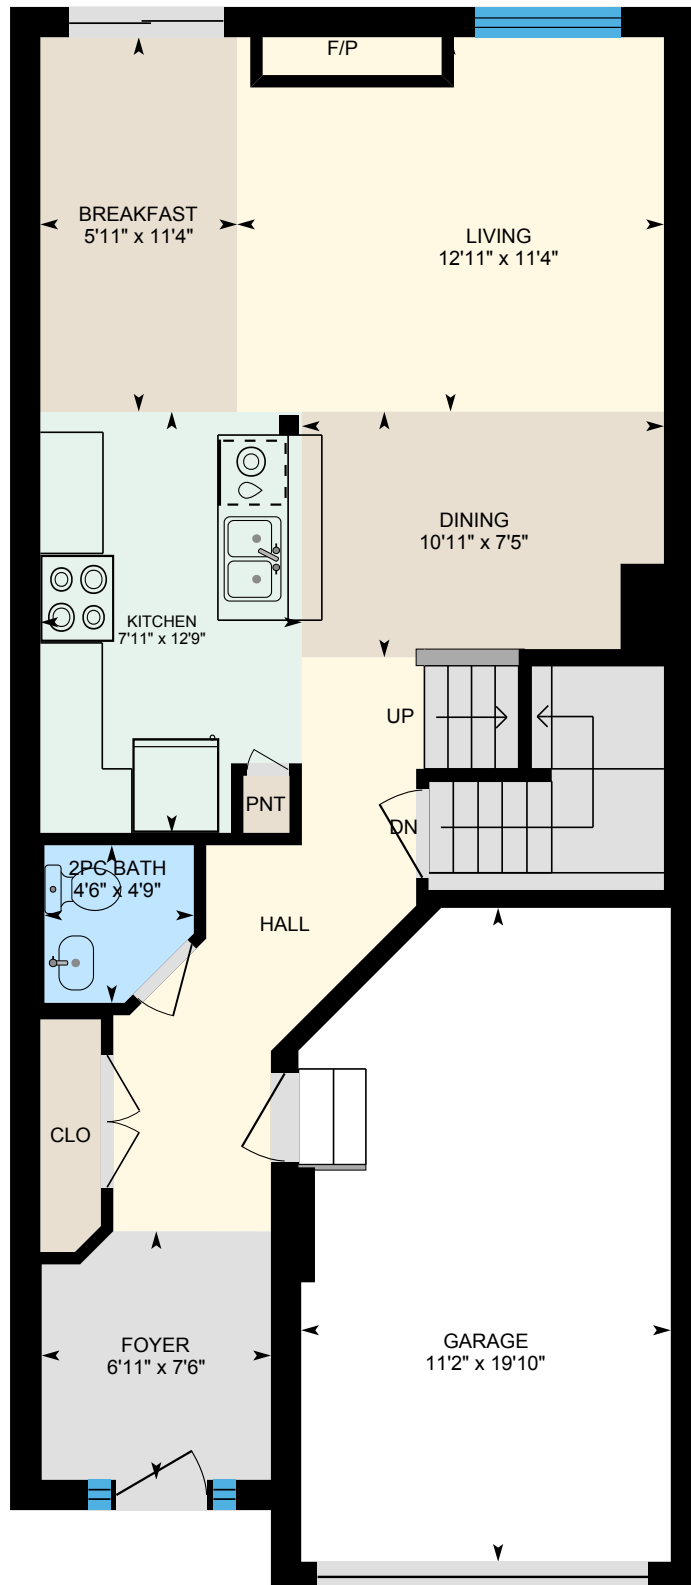 F/P
BREAKFAST
5'11" x 11'4"
LIVING
12'11" x 11'4"
DINING
10'11" x 7'5"
KITCHEN
7'11" x 12'9"
UP
PNT
DN
2PC BATH
4'6" x 4'9"
HALL
CLO
FOYER
6'11" x 7'6"
GARAGE
11'2" x 19'10"